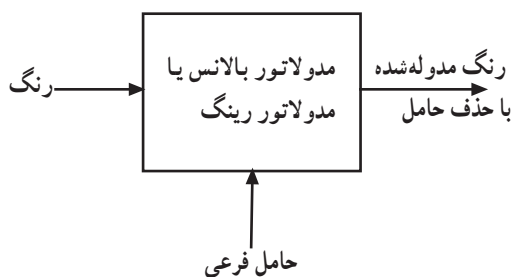 مدولاتور بالانس یا
مدولاتور رینگ
رنگ مدوله‌شده
با حذف حامل
رنگ
حامل فرعی